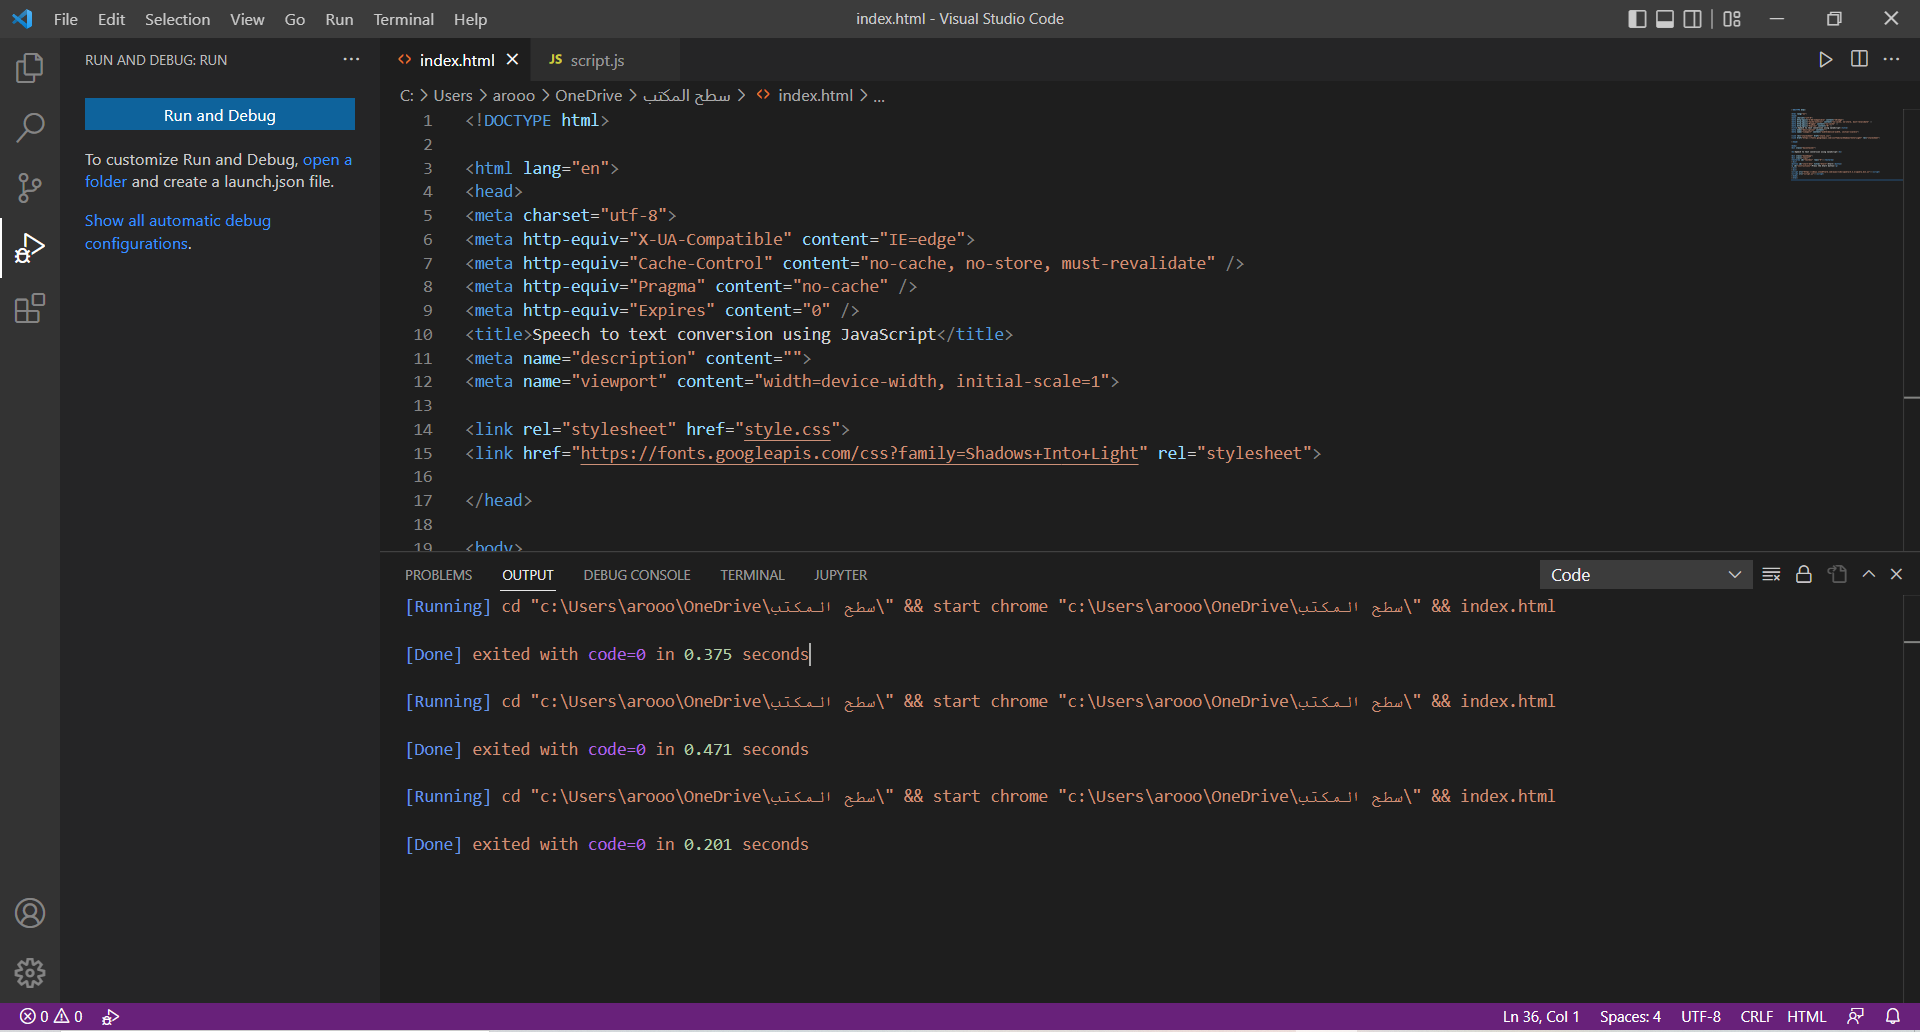 File Edit Selection View Go Run Terminal Help
index.html - Visual Studio Code
RUN AND DEBUG: RUN
Run and Debug
To customize Run and Debug, open a
folder and create a launch.json file.
Show all automatic debug
configurations.
index.html
JS script.js
C: > Users > arooo > OneDrive > سطح المكتب > index.html > ...
1 <!DOCTYPE html>
2
3 <html lang="en">
4 <head>
5 <meta charset="utf-8">
6 <meta http-equiv="X-UA-Compatible" content="IE=edge">
7 <meta http-equiv="Cache-Control" content="no-cache, no-store, must-revalidate" />
8 <meta http-equiv="Pragma" content="no-cache" />
9 <meta http-equiv="Expires" content="0" />
10 <title>Speech to text conversion using JavaScript</title>
11 <meta name="description" content="">
12 <meta name="viewport" content="width=device-width, initial-scale=1">
13
14 <link rel="stylesheet" href="style.css">
15 <link href="https://fonts.googleapis.com/css?family=Shadows+Into+Light" rel="stylesheet">
16
17 </head>
18
19 <body>
PROBLEMS OUTPUT DEBUG CONSOLE TERMINAL JUPYTER
Code
[Running] cd "c:\Users\arooo\OneDrive\سطح المكتب\" && start chrome "c:\Users\arooo\OneDrive\سطح المكتب\" && index.html
[Done] exited with code=0 in 0.375 seconds
[Running] cd "c:\Users\arooo\OneDrive\سطح المكتب\" && start chrome "c:\Users\arooo\OneDrive\سطح المكتب\" && index.html
[Done] exited with code=0 in 0.471 seconds
[Running] cd "c:\Users\arooo\OneDrive\سطح المكتب\" && start chrome "c:\Users\arooo\OneDrive\سطح المكتب\" && index.html
[Done] exited with code=0 in 0.201 seconds
0 0
Ln 36, Col 1 Spaces: 4 UTF-8 CRLF HTML